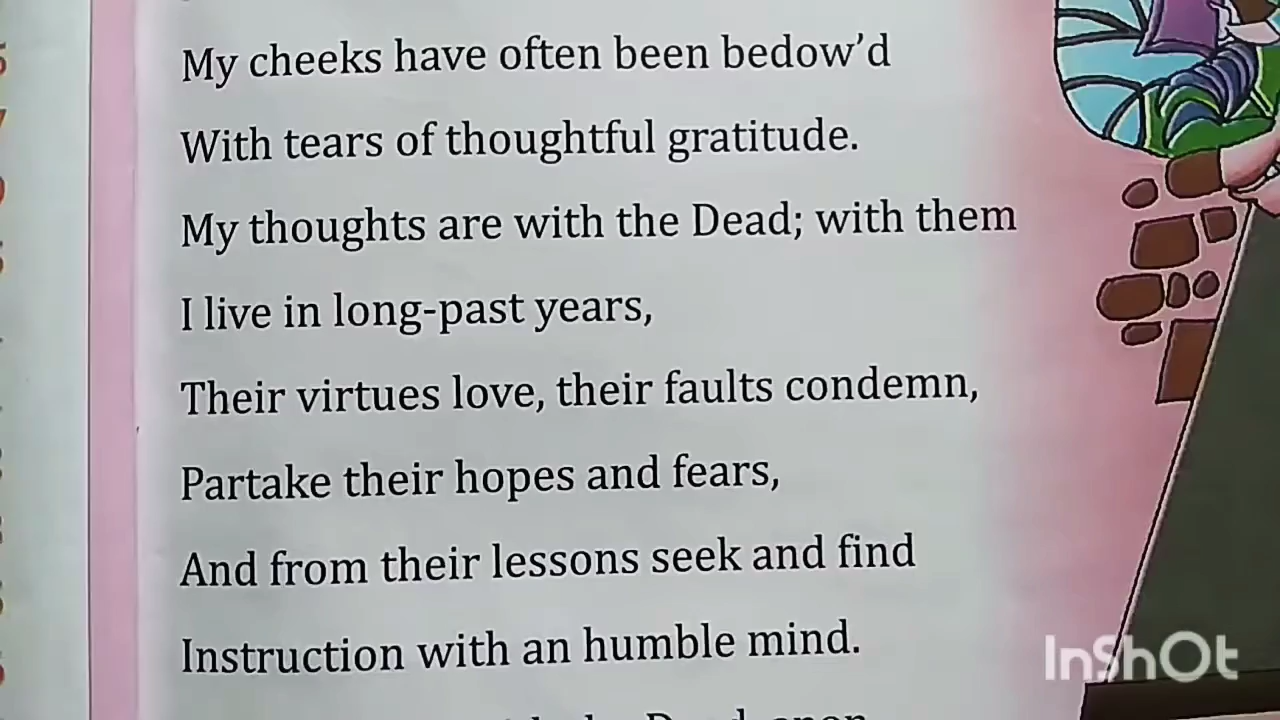 My cheeks have often been bedow'd
With tears of thoughtful gratitude.
My thoughts are with the Dead; with them
I live in long-past years,
Their virtues love, their faults condemn,
Partake their hopes and fears,
And from their lessons seek and find
Instruction with an humble mind.
Dead, anon
InShOt